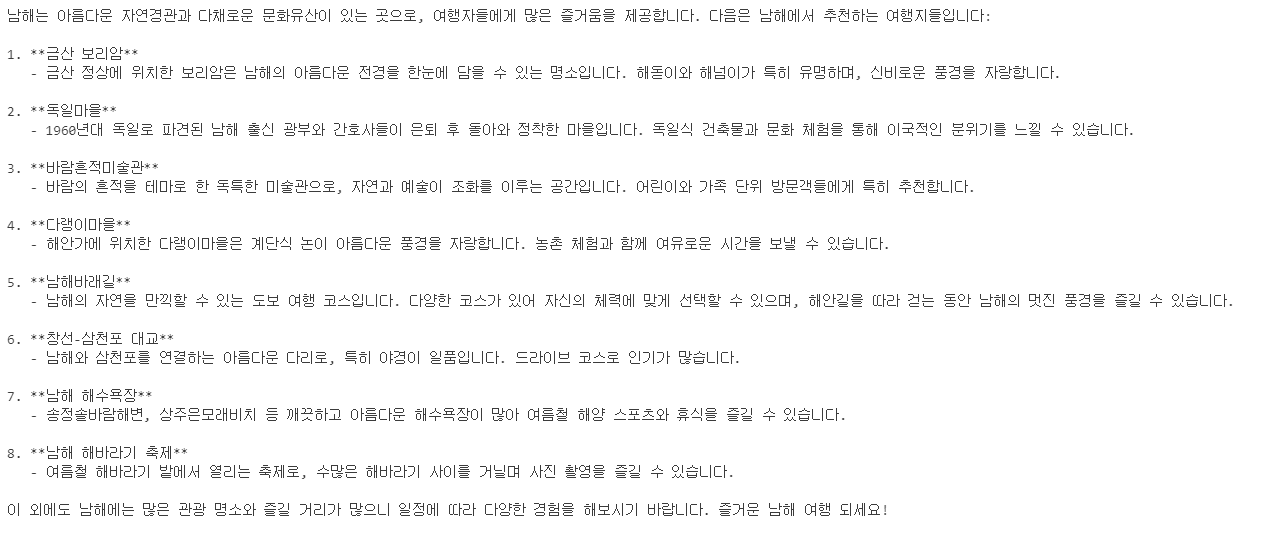 남해는 아름다운 자연경관과 다채로운 문화유산이 있는 곳으로, 여행자들에게 많은 즐거움을 제공합니다. 다음은 남해에서 추천하는 여행지들입니다:
1. **금산 보리암**
- 금산 정상에 위치한 보리암은 남해의 아름다운 전경을 한눈에 담을 수 있는 명소입니다. 해돋이와 해넘이가 특히 유명하며, 신비로운 풍경을 자랑합니다.
2. **독일마을**
- 1960년대 독일로 파견된 남해 출신 광부와 간호사들이 은퇴 후 돌아와 정착한 마을입니다. 독일식 건축물과 문화 체험을 통해 이국적인 분위기를 느낄 수 있습니다.
3. **바람흔적미술관**
- 바람의 흔적을 테마로 한 독특한 미술관으로, 자연과 예술이 조화를 이루는 공간입니다. 어린이와 가족 단위 방문객들에게 특히 추천합니다.
4. **다랭이마을**
- 해안가에 위치한 다랭이마을은 계단식 논이 아름다운 풍경을 자랑합니다. 농촌 체험과 함께 여유로운 시간을 보낼 수 있습니다.
5. **남해바래길**
- 남해의 자연을 만끽할 수 있는 도보 여행 코스입니다. 다양한 코스가 있어 자신의 체력에 맞게 선택할 수 있으며, 해안길을 따라 걷는 동안 남해의 멋진 풍경을 즐길 수 있습니다.
6. **창선-삼천포 대교**
- 남해와 삼천포를 연결하는 아름다운 다리로, 특히 야경이 일품입니다. 드라이브 코스로 인기가 많습니다.
7. **남해 해수욕장**
- 송정솔바람해변, 상주은모래비치 등 깨끗하고 아름다운 해수욕장이 많아 여름철 해양 스포츠와 휴식을 즐길 수 있습니다.
8. **남해 해바라기 축제**
- 여름철 해바라기 밭에서 열리는 축제로, 수많은 해바라기 사이를 거닐며 사진 촬영을 즐길 수 있습니다.
이 외에도 남해에는 많은 관광 명소와 즐길 거리가 많으니 일정에 따라 다양한 경험을 해보시기 바랍니다. 즐거운 남해 여행 되세요!